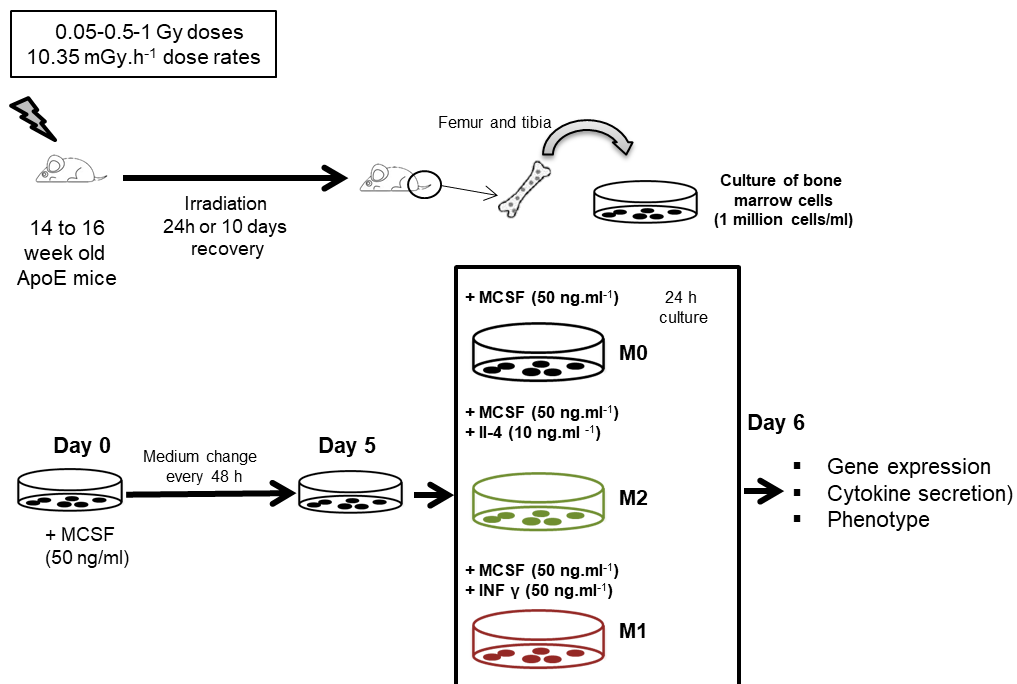 0.05-0.5-1 Gy doses
10.35 mGy.h⁻¹ dose rates
14 to 16
week old
ApoE mice
Irradiation
24h or 10 days
recovery
Femur and tibia
Culture of bone
marrow cells
(1 million cells/ml)
Day 0
+ MCSF
(50 ng/ml)
Medium change
every 48 h
Day 5
+ MCSF (50 ng.ml⁻¹)
24 h
culture
M0
+ MCSF (50 ng.ml⁻¹)
+ Il-4 (10 ng.ml ⁻¹)
M2
+ MCSF (50 ng.ml⁻¹)
+ INF γ (50 ng.ml⁻¹)
M1
Day 6
▪ Gene expression
▪ Cytokine secretion)
▪ Phenotype